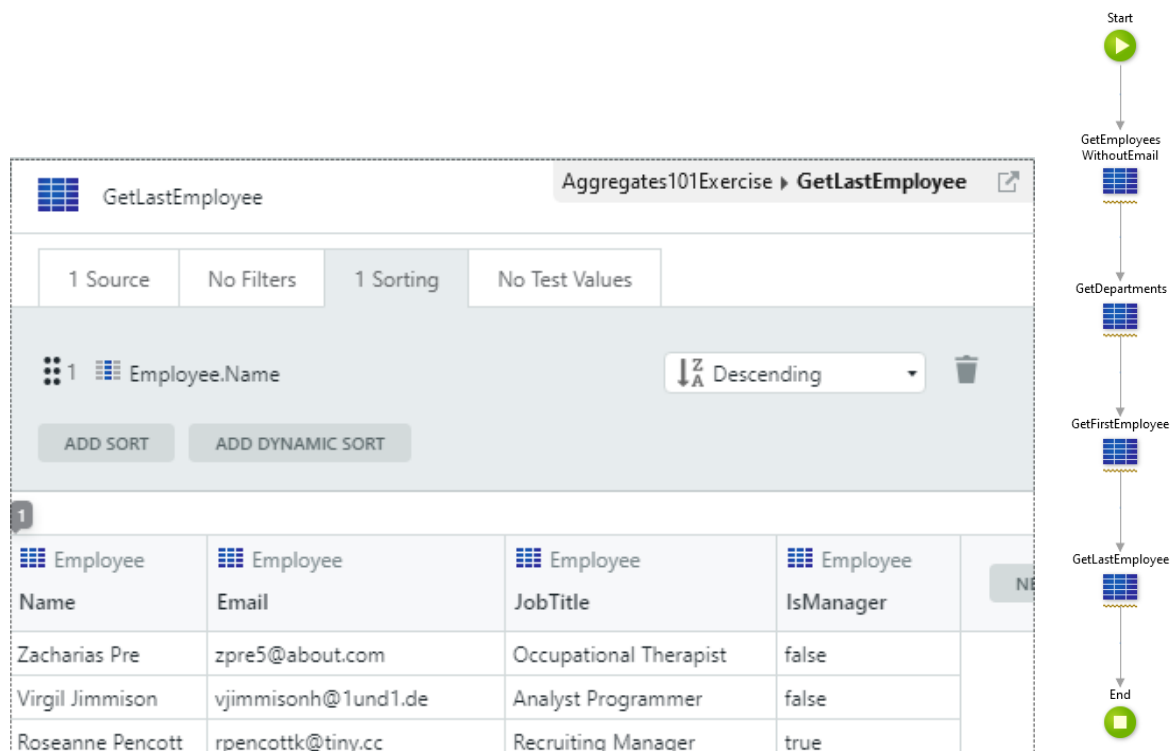 Start
GetEmployees
WithoutEmail
GetDepartments
GetFirstEmployee
GetLastEmployee
End
GetLastEmployee
Aggregates101Exercise GetLastEmployee
1 Source No Filters 1 Sorting No Test Values
1 Employee.Name Z A Descending
ADD SORT ADD DYNAMIC SORT
1
Employee Employee Employee Employee
Name Email JobTitle IsManager
Zacharias Pre zpre5@about.com Occupational Therapist false
Virgil Jimmison vjimmisonh@1und1.de Analyst Programmer false
Roseanne Pencott rpencottk@tiny.cc Recruiting Manager true